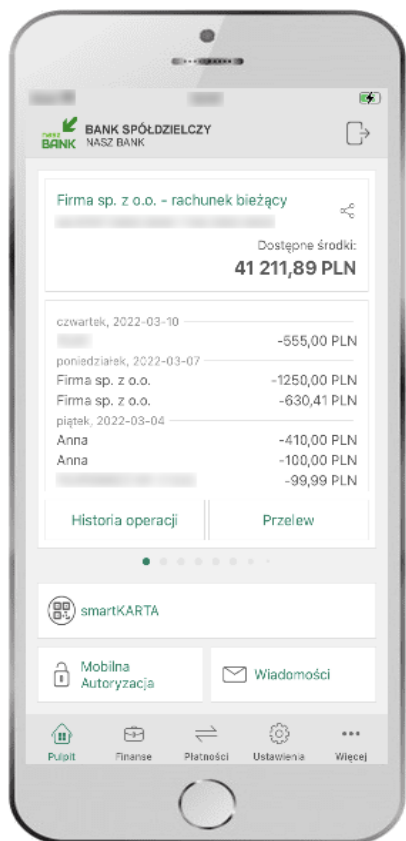 nasz
BANK
BANK SPÓŁDZIELCZY
NASZ BANK
Firma sp. z o.o. - rachunek bieżący
Dostępne środki:
41 211,89 PLN
czwartek, 2022-03-10
-555,00 PLN
poniedziałek, 2022-03-07
Firma sp. z o.o. -1250,00 PLN
Firma sp. z o.o. -630,41 PLN
piątek, 2022-03-04
Anna -410,00 PLN
Anna -100,00 PLN
-99,99 PLN
Historia operacji Przelew
smartKARTA
Mobilna
Autoryzacja
Wiadomości
Pulpit Finanse Płatności Ustawienia Więcej